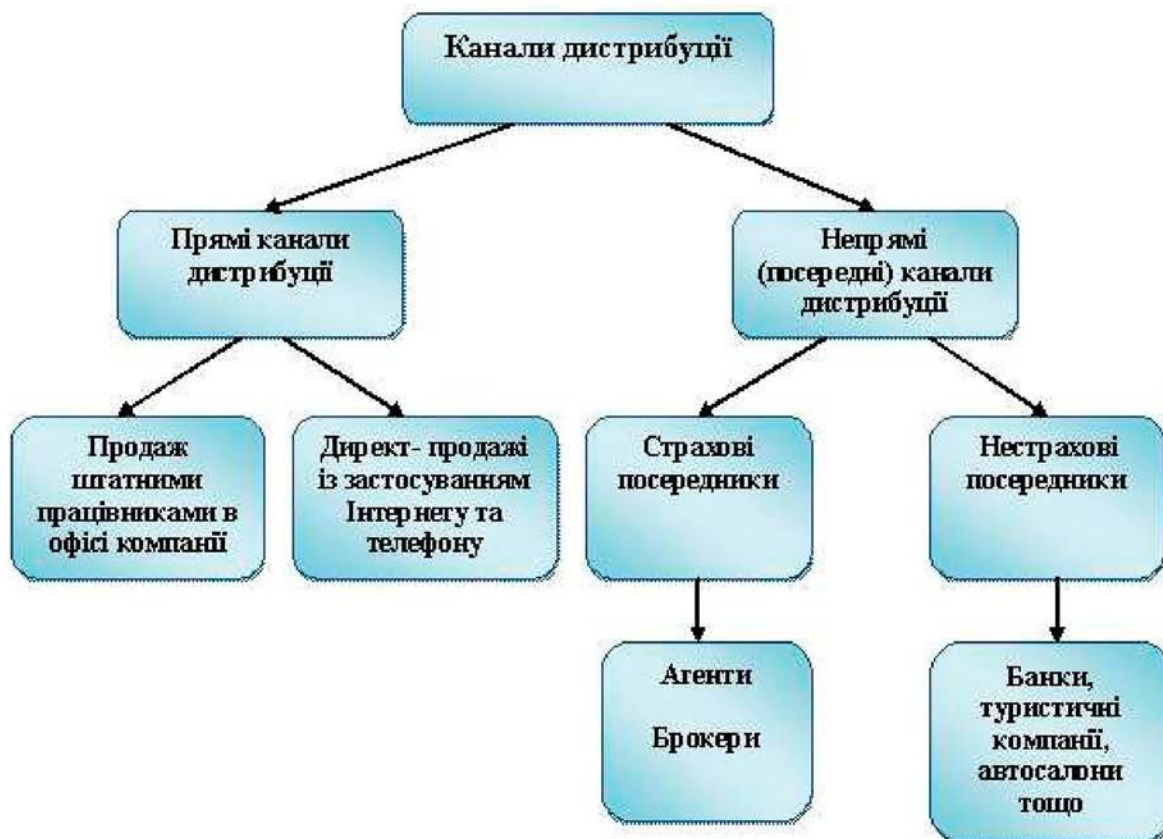 Канали дистрибуції
Прямі канали
дистрибуції
Непрямі
(посередні) канали
дистрибуції
Продаж
штатними
працівниками в
офісі компанії
Директ- продажі
із застосуванням
Інтернету та
телефону
Страхові
посередники
Нестрахові
посередники
Агенти
Брокери
Банки,
туристичні
компанії,
автосалони
тощо